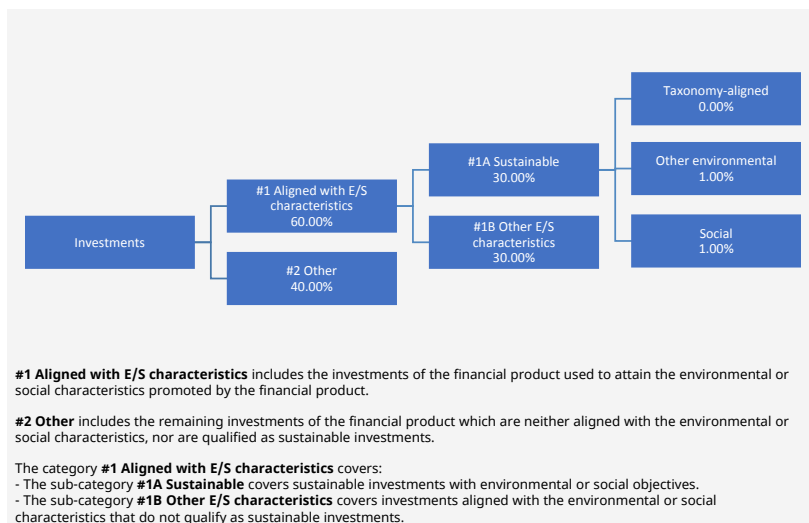 Taxonomy-aligned
0.00%
#1A Sustainable
30.00%
Other environmental
1.00%
#1 Aligned with E/S
characteristics
60.00%
Investments
#1B Other E/S
characteristics
30.00%
Social
1.00%
#2 Other
40.00%
#1 Aligned with E/S characteristics includes the investments of the financial product used to attain the environmental or
social characteristics promoted by the financial product.
#2 Other includes the remaining investments of the financial product which are neither aligned with the environmental or
social characteristics, nor are qualified as sustainable investments.
The category #1 Aligned with E/S characteristics covers:
- The sub-category #1A Sustainable covers sustainable investments with environmental or social objectives.
- The sub-category #1B Other E/S characteristics covers investments aligned with the environmental or social
characteristics that do not qualify as sustainable investments.